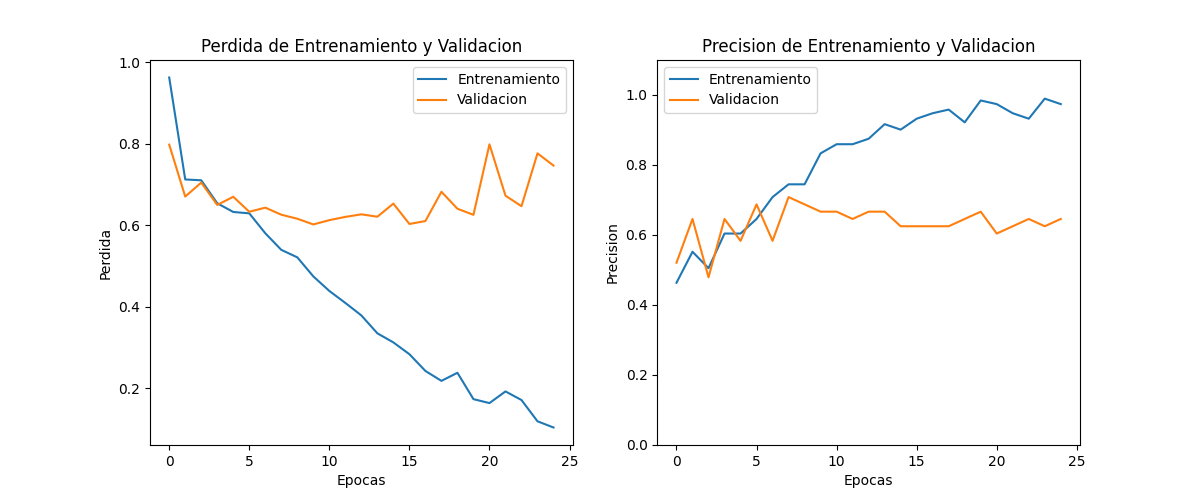 Perdida de Entrenamiento y Validacion
1.0
0.8
0.6
0.4
0.2
Perdida
0
5
10
15
20
25
Epocas
Entrenamiento
Validacion
Precision de Entrenamiento y Validacion
1.0
0.8
0.6
0.4
0.2
0.0
Precision
0
5
10
15
20
25
Epocas
Entrenamiento
Validacion